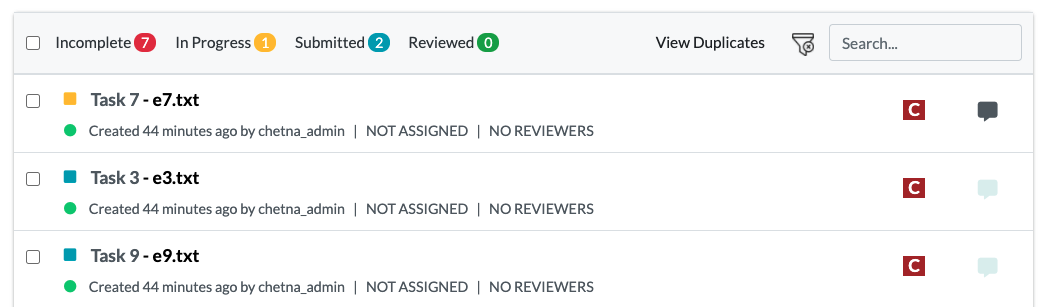 Incomplete 7 In Progress 1 Submitted 2 Reviewed 0 View Duplicates Search...
Task 7 - e7.txt C
Created 44 minutes ago by chetna_admin | NOT ASSIGNED | NO REVIEWERS
Task 3 - e3.txt C
Created 44 minutes ago by chetna_admin | NOT ASSIGNED | NO REVIEWERS
Task 9 - e9.txt C
Created 44 minutes ago by chetna_admin | NOT ASSIGNED | NO REVIEWERS